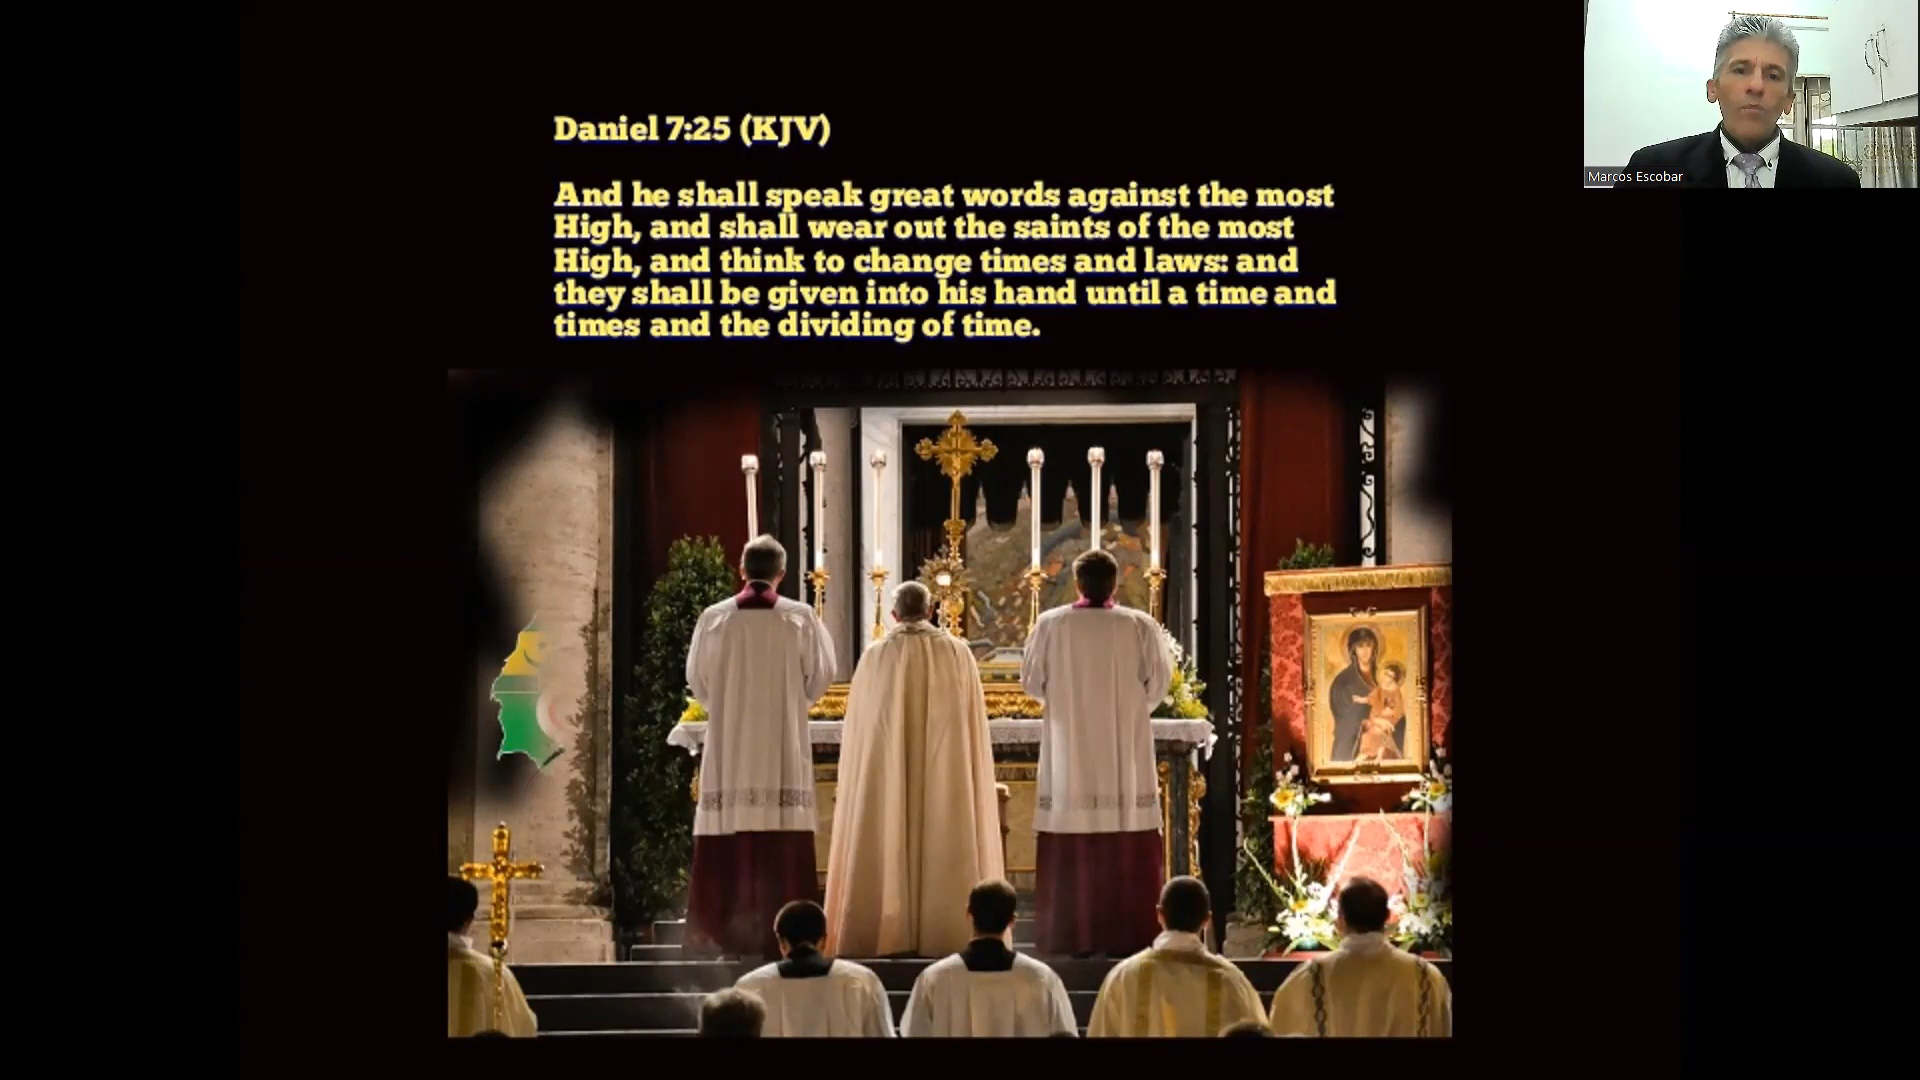 Daniel 7:25 (KJV)
And he shall speak great words against the most
High, and shall wear out the saints of the most
High, and think to change times and laws: and
they shall be given into his hand until a time and
times and the dividing of time.
Marcos Escobar